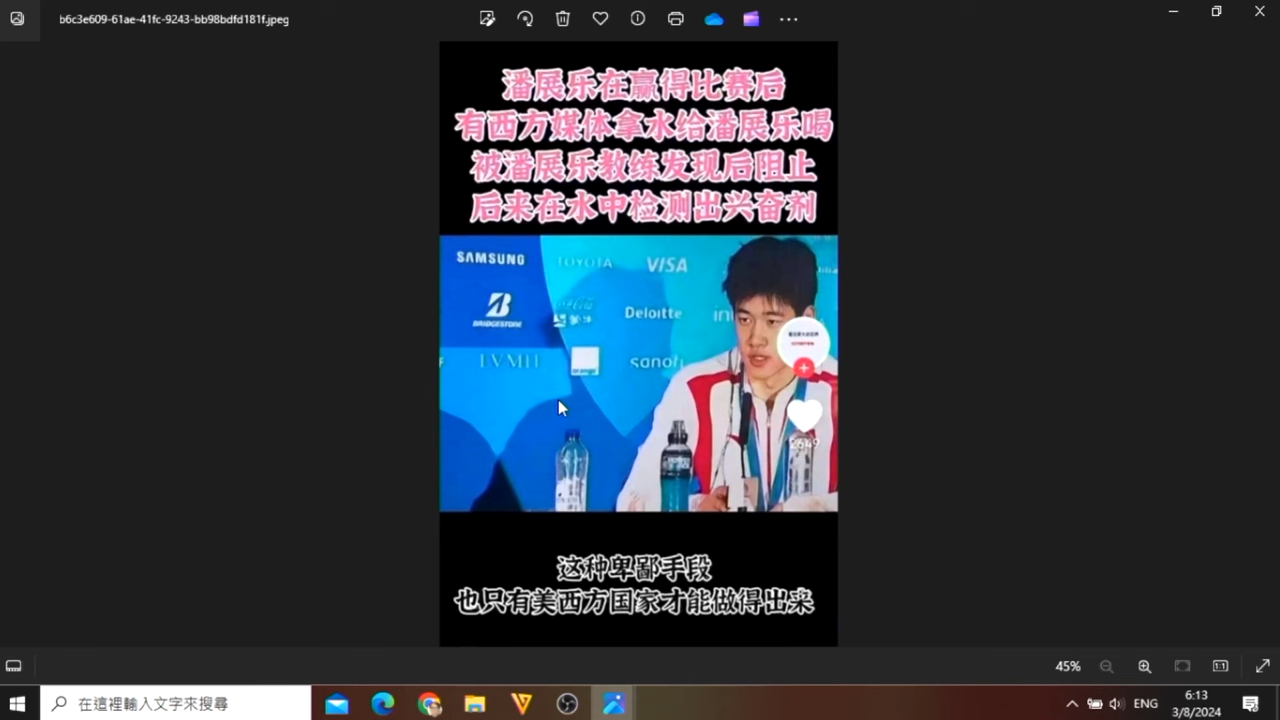 b6c3e609-61ae-41fc-9243-bb98bdfd181f.jpeg
潘展乐在赢得比赛后
有西方媒体拿水给潘展乐喝
被潘展乐教练发现后阻止
后来在水中检测出兴奋剂
SAMSUNG TOYOTA VISA
BRIDGESTONE Deloitte
LVMH orange sanofi
2649
这种卑鄙手段
也只有美西方国家才能做得出来
45%
1:1
在這裡輸入文字來搜尋
ENG
6:13
3/8/2024